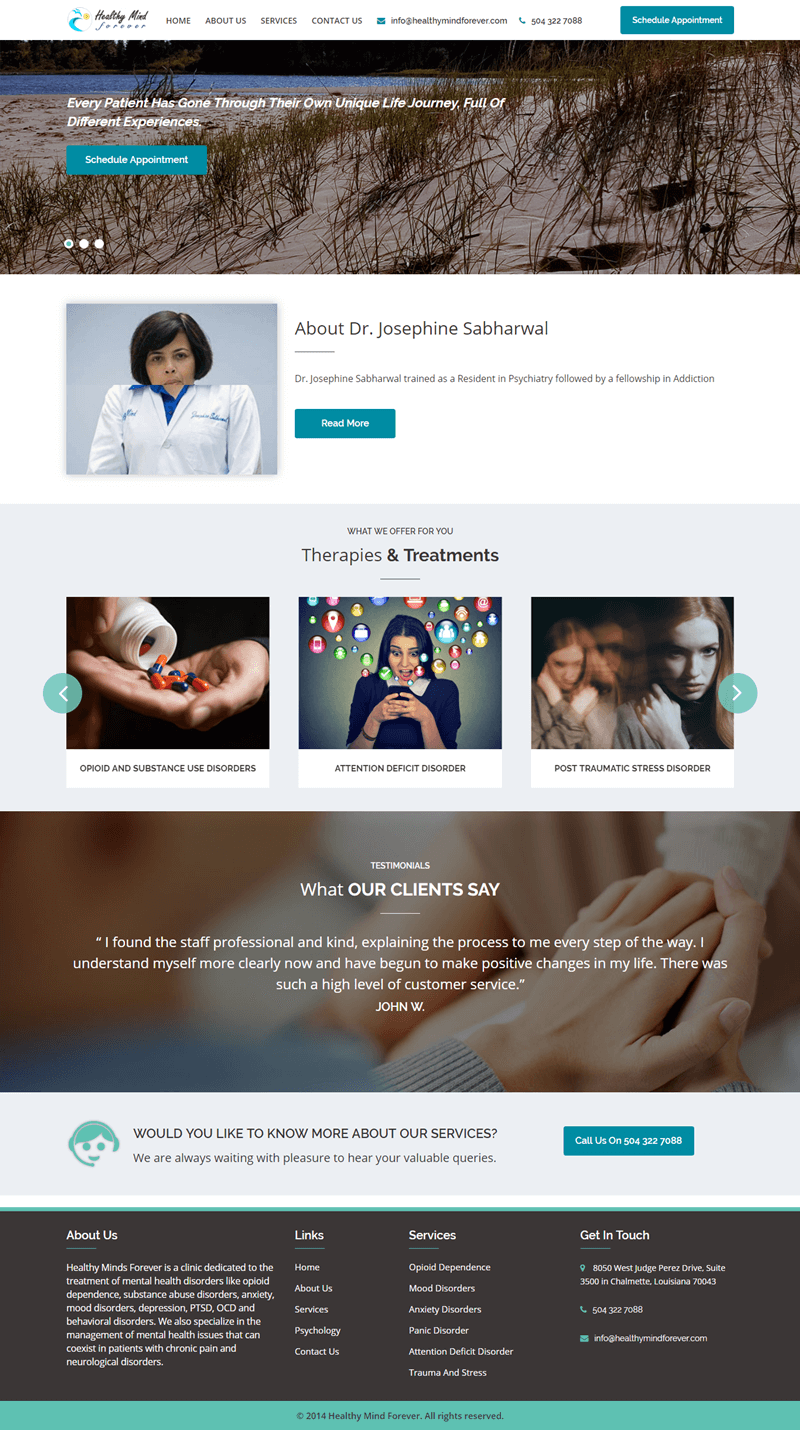 Healthy Mind
forever
HOME ABOUT US SERVICES CONTACT US info@healthymindforever.com 504 322 7088 Schedule Appointment
Every Patient Has Gone Through Their Own Unique Life Journey, Full Of
Different Experiences.
Schedule Appointment
About Dr. Josephine Sabharwal
Dr. Josephine Sabharwal trained as a Resident in Psychiatry followed by a fellowship in Addiction
Read More
WHAT WE OFFER FOR YOU
Therapies & Treatments
OPIOID AND SUBSTANCE USE DISORDERS
ATTENTION DEFICIT DISORDER
POST TRAUMATIC STRESS DISORDER
TESTIMONIALS
What OUR CLIENTS SAY
“ I found the staff professional and kind, explaining the process to me every step of the way. I
understand myself more clearly now and have begun to make positive changes in my life. There was
such a high level of customer service.”
JOHN W.
WOULD YOU LIKE TO KNOW MORE ABOUT OUR SERVICES?
We are always waiting with pleasure to hear your valuable queries.
Call Us On 504 322 7088
About Us
Healthy Minds Forever is a clinic dedicated to the
treatment of mental health disorders like opioid
dependence, substance abuse disorders, anxiety,
mood disorders, depression, PTSD, OCD and
behavioral disorders. We also specialize in the
management of mental health issues that can
coexist in patients with chronic pain and
neurological disorders.
Links
Home
About Us
Services
Psychology
Contact Us
Services
Opioid Dependence
Mood Disorders
Anxiety Disorders
Panic Disorder
Attention Deficit Disorder
Trauma And Stress
Get In Touch
8050 West Judge Perez Drive, Suite
3500 in Chalmette, Louisiana 70043
504 322 7088
info@healthymindforever.com
© 2014 Healthy Mind Forever. All rights reserved.